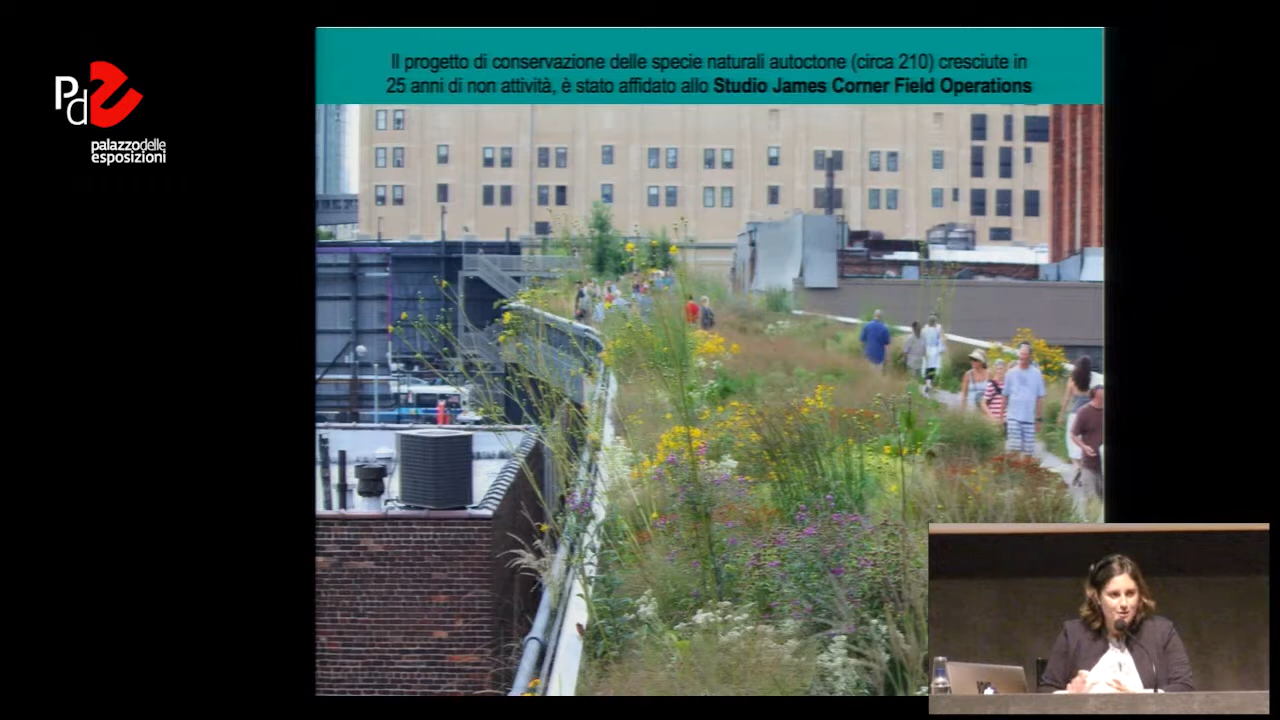 Il progetto di conservazione delle specie naturali autoctone (circa 210) cresciute in
25 anni di non attività, è stato affidato allo Studio James Corner Field Operations
Pde
palazzodelle
esposizioni